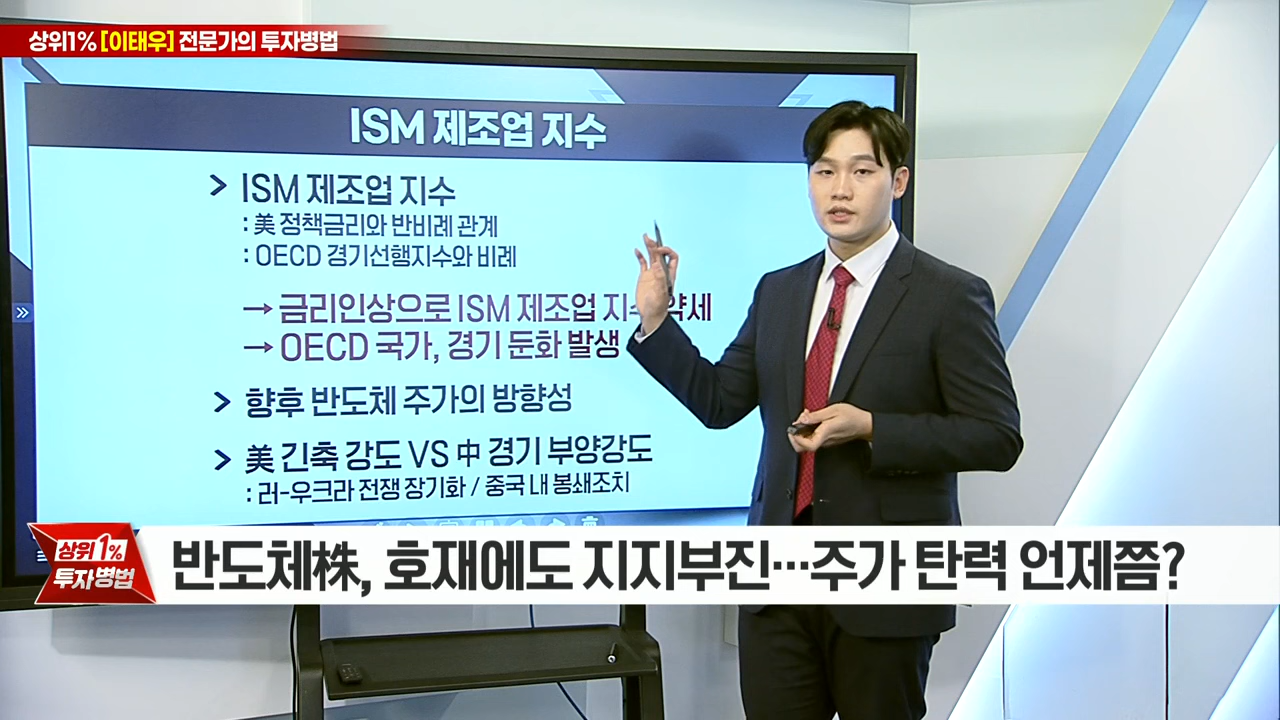 상위1% [이태우] 전문가의 투자병법
ISM 제조업 지수
> ISM 제조업 지수
: 美 정책금리와 반비례 관계
: OECD 경기선행지수와 비례
→ 금리인상으로 ISM 제조업 지수 약세
→ OECD 국가, 경기 둔화 발생
> 향후 반도체 주가의 방향성
> 美 긴축 강도 VS 中 경기 부양강도
: 러-우크라 전쟁 장기화 / 중국 내 봉쇄조치
상위1%
투자병법
반도체株, 호재에도 지지부진…주가 탄력 언제쯤?